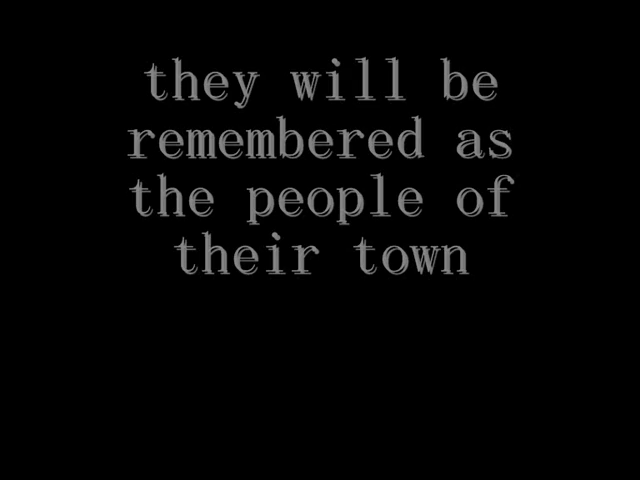 they will be
remembered as
the people of
their town